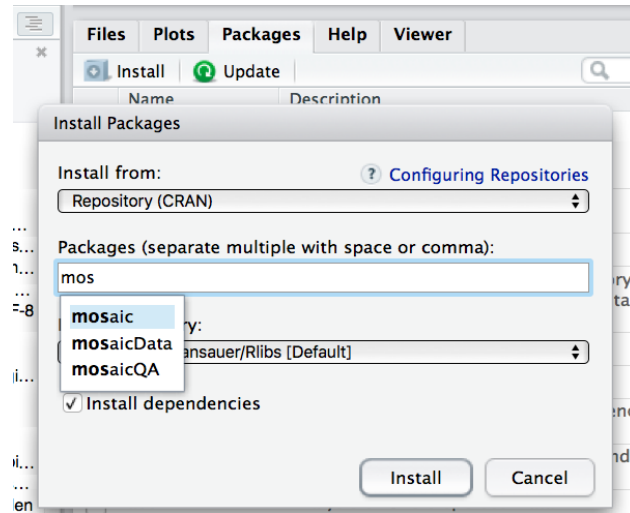 Files Plots Packages Help Viewer
Install Update
Name Description
Install Packages
Install from:
? Configuring Repositories
Repository (CRAN)
Packages (separate multiple with space or comma):
mos
mosaic
mosaicData
mosaicQA
ry:
ansauer/Rlibs [Default]
Install dependencies
Install Cancel